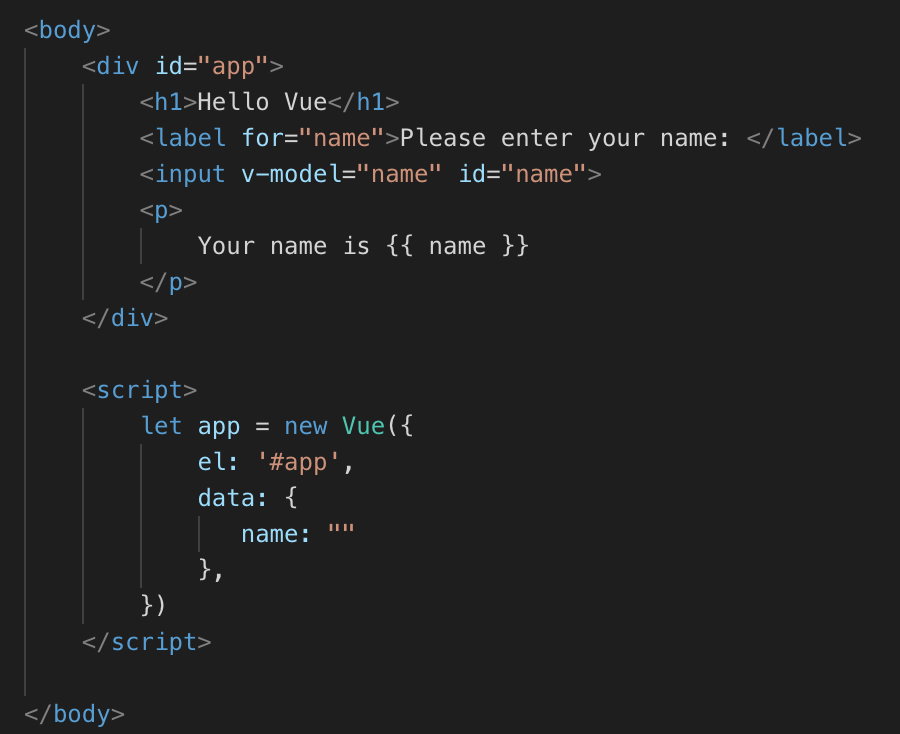 <body>
    <div id="app">
        <h1>Hello Vue</h1>
        <label for="name">Please enter your name: </label>
        <input v-model="name" id="name">
        <p>
            Your name is {{ name }}
        </p>
    </div>

    <script>
        let app = new Vue({
            el: '#app',
            data: {
               name: ""
            },
        })
    </script>

</body>